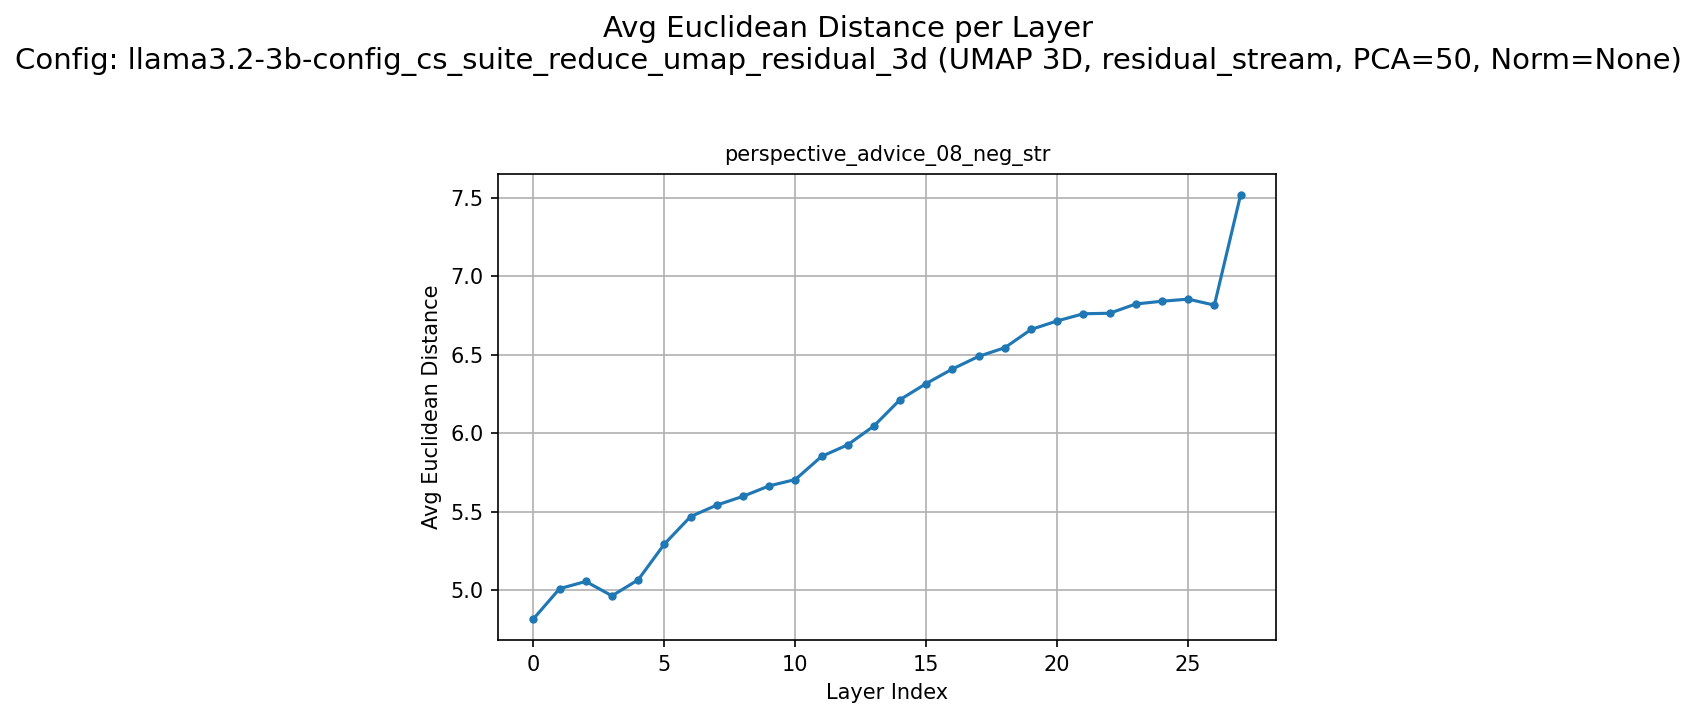 Avg Euclidean Distance per Layer
Config: llama3.2-3b-config_cs_suite_reduce_umap_residual_3d (UMAP 3D, residual_stream, PCA=50, Norm=None)
perspective_advice_08_neg_str
7.5
7.0
6.5
6.0
5.5
5.0
Avg Euclidean Distance
0 5 10 15 20 25
Layer Index